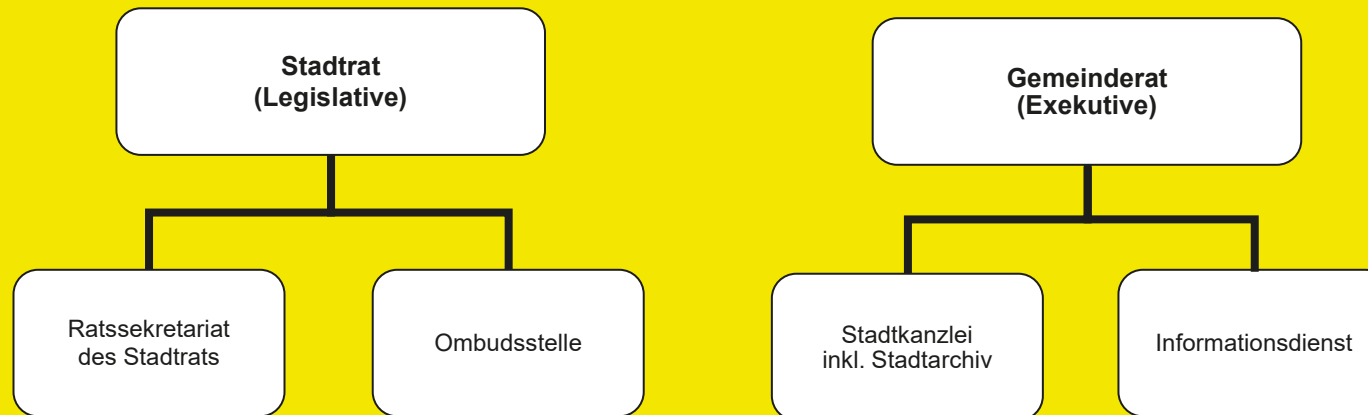 Stadtrat
(Legislative)
Gemeinderat
(Exekutive)
Ratssekretariat
des Stadtrats
Ombudsstelle
Stadtkanzlei
inkl. Stadtarchiv
Informationsdienst